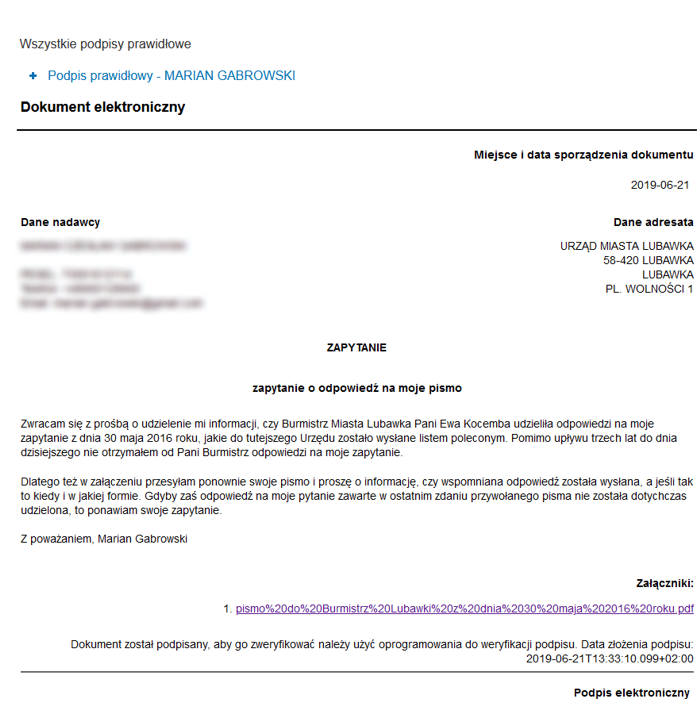 Wszystkie podpisy prawidłowe
+ Podpis prawidłowy - MARIAN GABROWSKI
Dokument elektroniczny
Miejsce i data sporządzenia dokumentu
2019-06-21
Dane nadawcy
Dane adresata
URZĄD MIASTA LUBAWKA
58-420 LUBAWKA
LUBAWKA
PL. WOLNOŚCI 1
ZAPYTANIE
zapytanie o odpowiedź na moje pismo
Zwracam się z prośbą o udzielenie mi informacji, czy Burmistrz Miasta Lubawka Pani Ewa Kocemba udzieliła odpowiedzi na moje
zapytanie z dnia 30 maja 2016 roku, jakie do tutejszego Urzędu zostało wysłane listem poleconym. Pomimo upływu trzech lat do dnia
dzisiejszego nie otrzymałem od Pani Burmistrz odpowiedzi na moje zapytanie.
Dlatego też w załączeniu przesyłam ponownie swoje pismo i proszę o informację, czy wspomniana odpowiedź została wysłana, a jeśli tak
to kiedy i w jakiej formie. Gdyby zaś odpowiedź na moje pytanie zawarte w ostatnim zdaniu przywołanego pisma nie została dotychczas
udzielona, to ponawiam swoje zapytanie.
Z poważaniem, Marian Gabrowski
Załączniki:
1. pismo%20do%20Burmistrz%20Lubawki%20z%20dnia%2030%20maja%202016%20roku.pdf
Dokument został podpisany, aby go zweryfikować należy użyć oprogramowania do weryfikacji podpisu. Data złożenia podpisu:
2019-06-21T13:33:10.099+02:00
Podpis elektroniczny